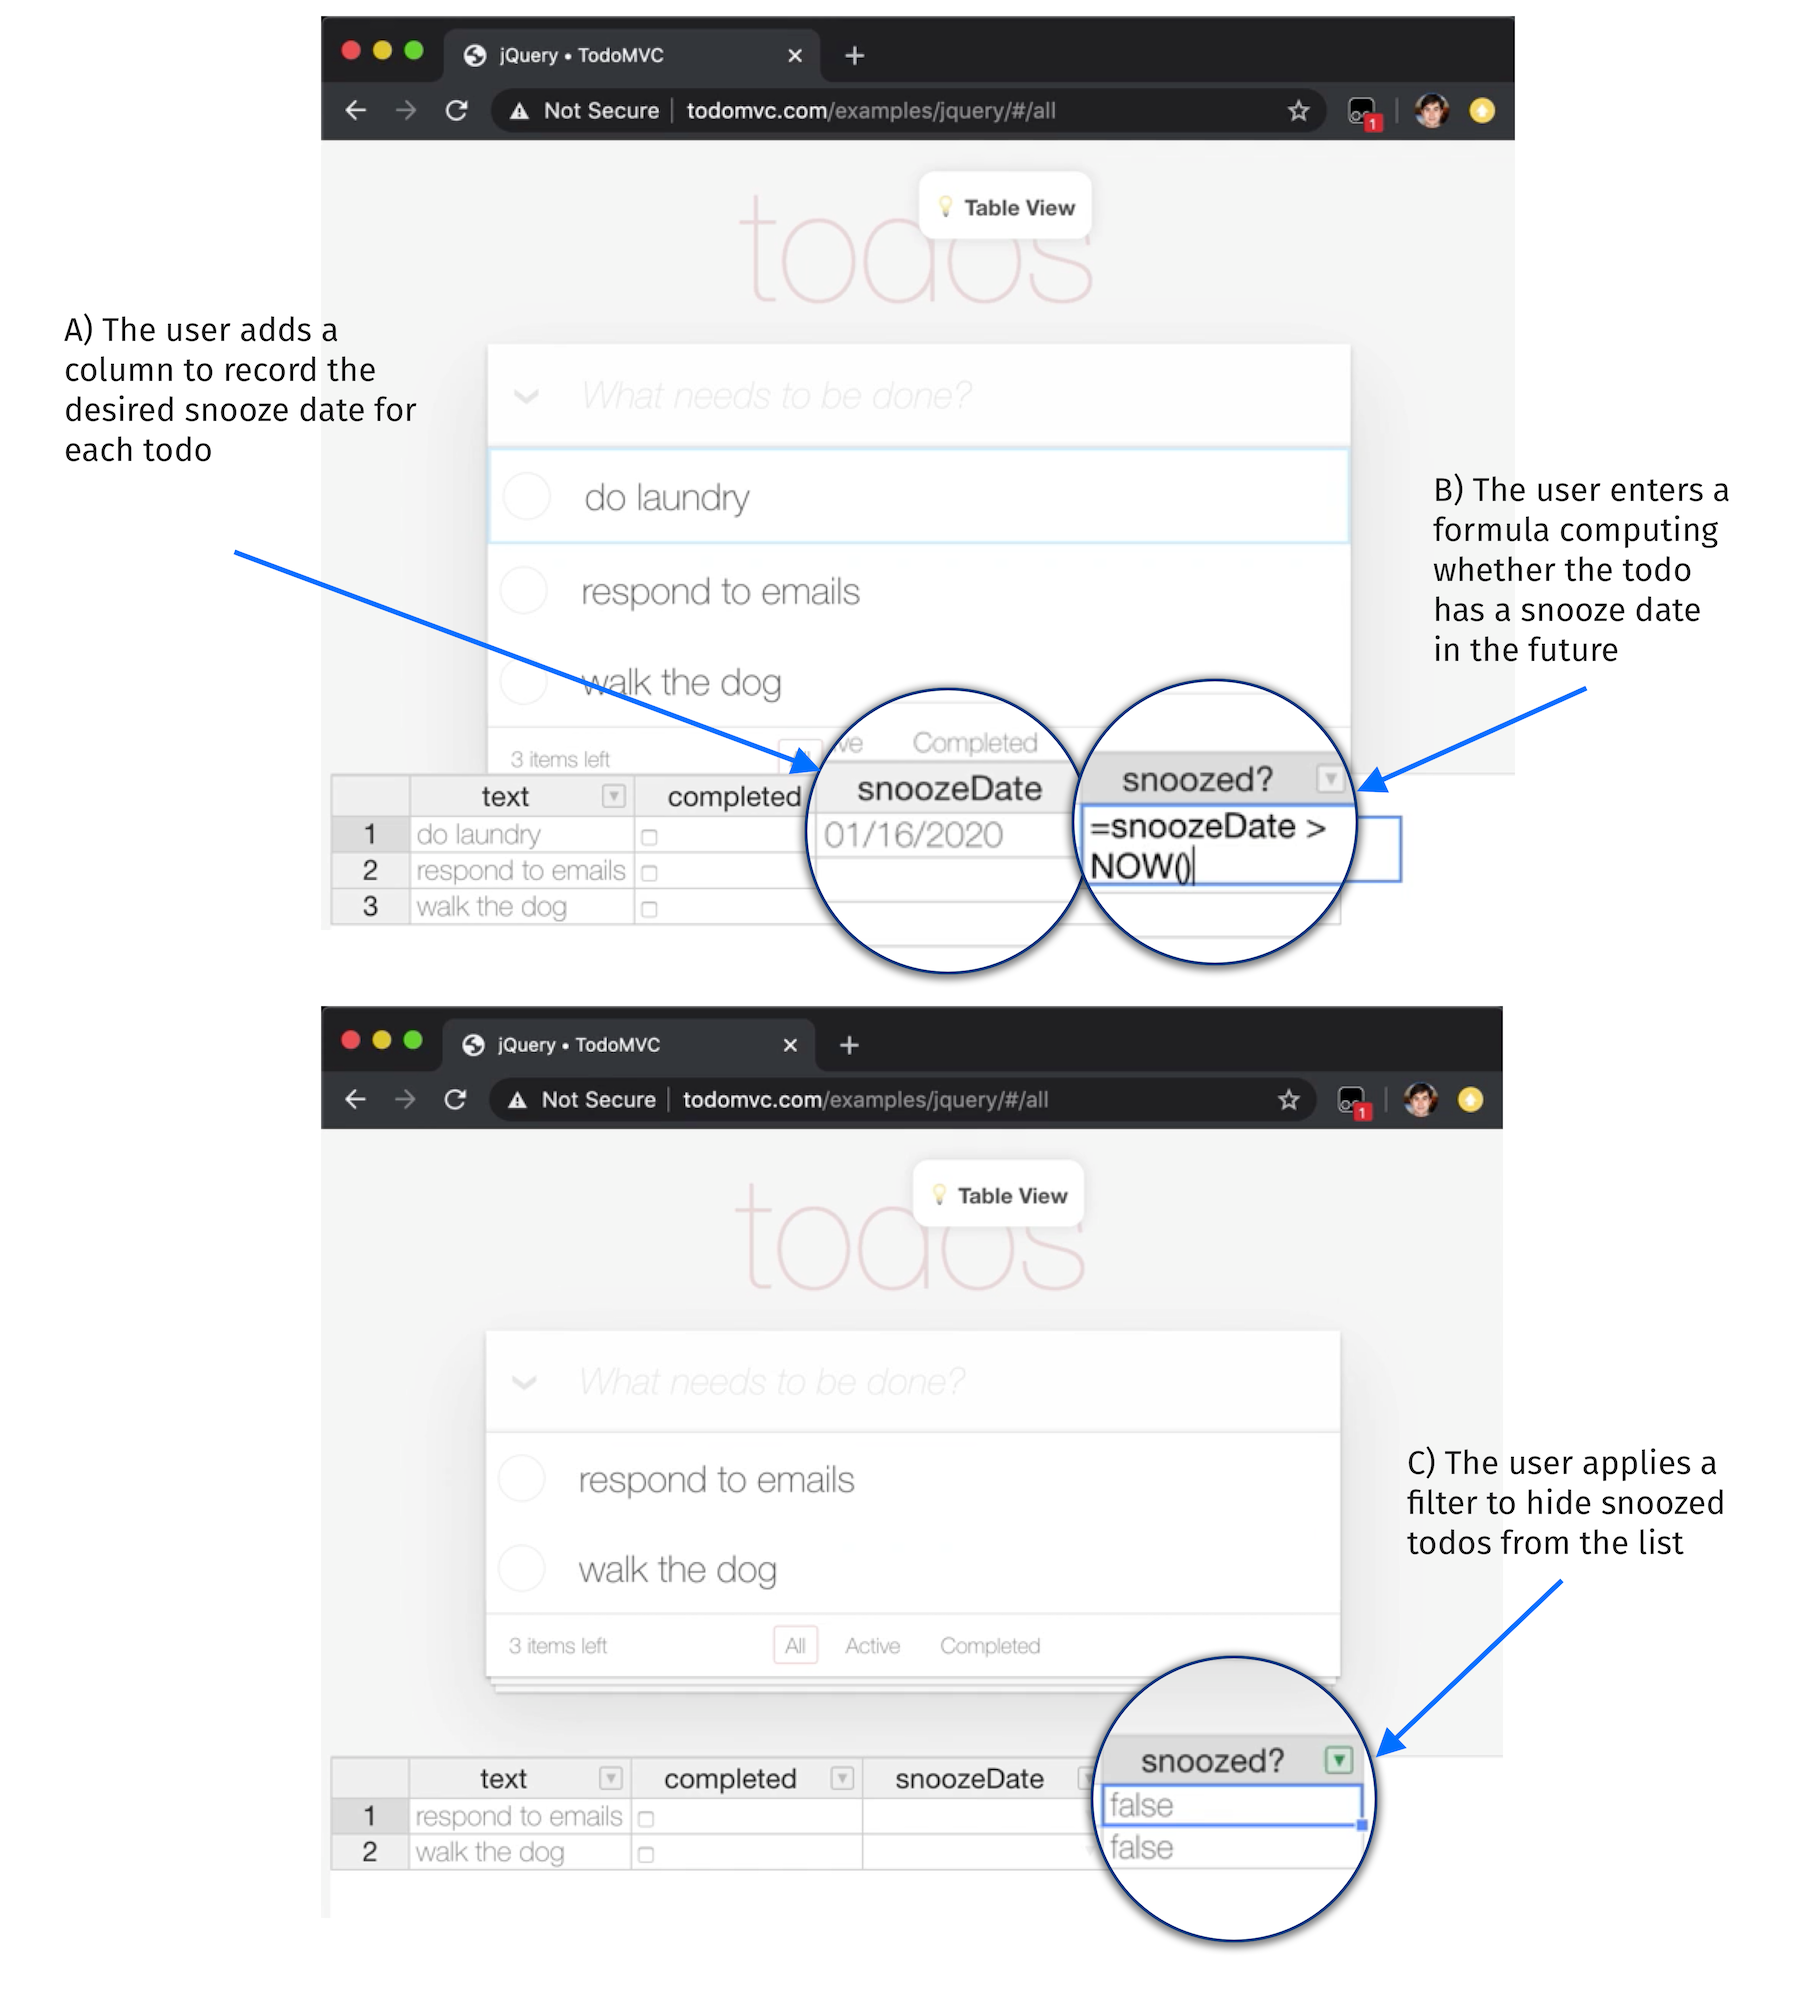 jQuery • TodoMVC
Not Secure | todomvc.com/examples/jquery/#/all
1
Table View
todos
A) The user adds a
column to record the
desired snooze date for
each todo
What needs to be done?
do laundry
respond to emails
walk the dog
B) The user enters a
formula computing
whether the todo
has a snooze date
in the future
3 items left Completed
text completed snoozeDate snoozed?
1 do laundry 01/16/2020 =snoozeDate >
NOW()
2 respond to emails
3 walk the dog
jQuery • TodoMVC
Not Secure | todomvc.com/examples/jquery/#/all
1
Table View
todos
What needs to be done?
respond to emails
walk the dog
C) The user applies a
filter to hide snoozed
todos from the list
3 items left All Active Completed
text completed snoozeDate snoozed?
1 respond to emails false
2 walk the dog false